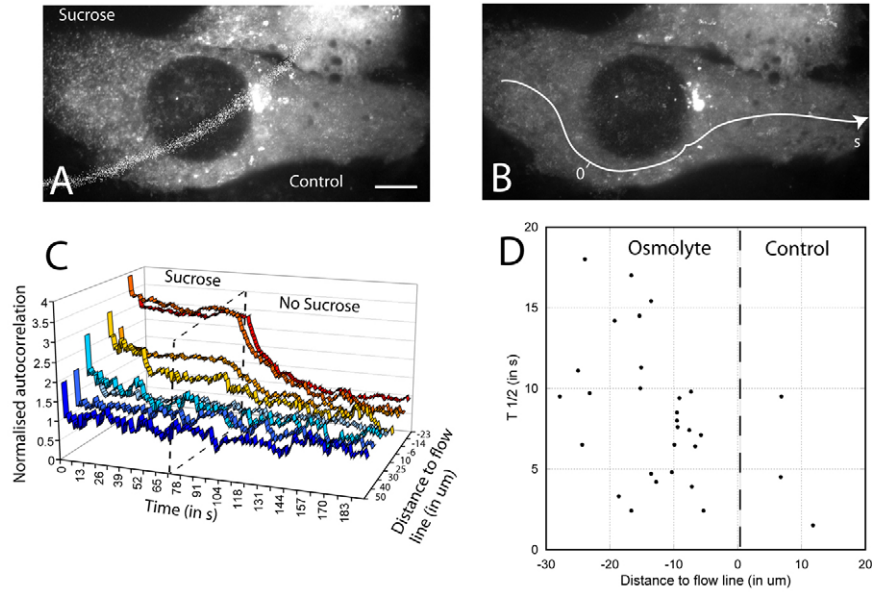 Sucrose
A
Control
B
0
s
C
Sucrose
No Sucrose
Normalised autocorrelation
4
3.5
3
2.5
2
1.5
1
0.5
0
0 13 26 39 52 65 78 91 104 118 131 144 157 170 183
Time (in s)
-23
-14
-6
10
25
30
40
50
Distance to flow
line (in um)
D
Osmolyte
Control
T 1/2 (in s)
20
15
10
5
0
-30 -20 -10 0 10 20
Distance to flow line (in um)